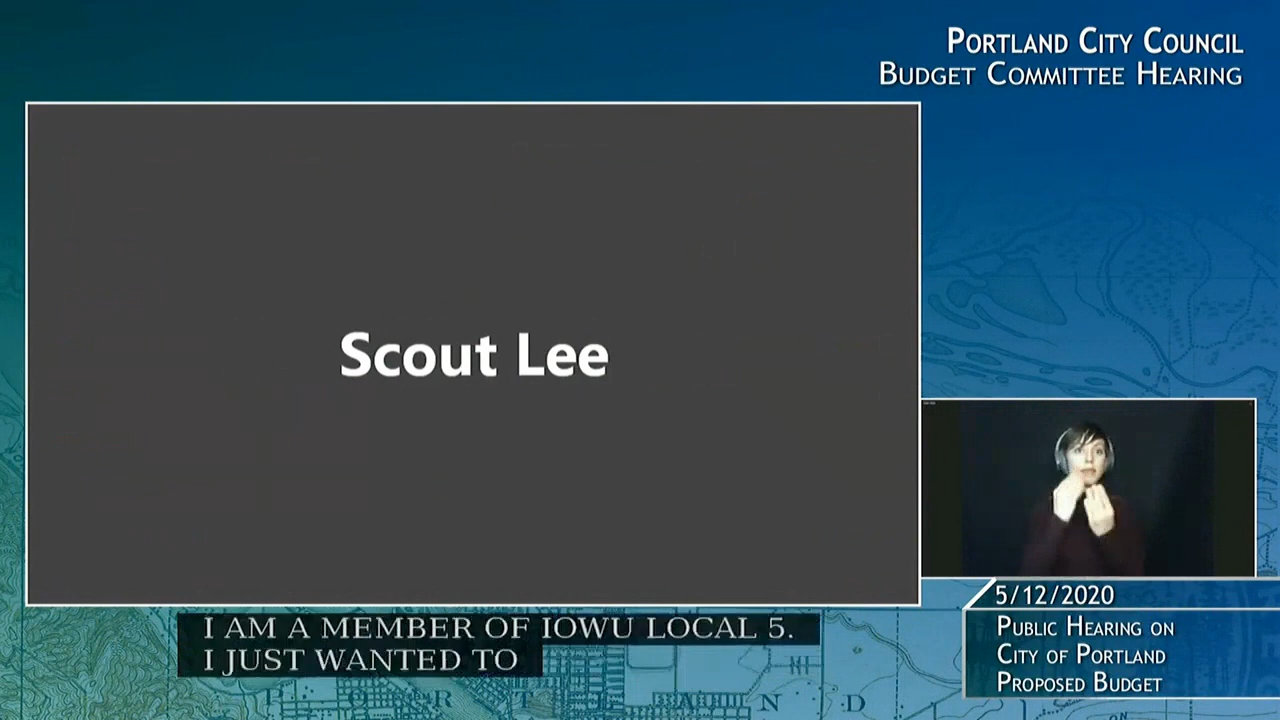 PORTLAND CITY COUNCIL
BUDGET COMMITTEE HEARING
Scout Lee
I AM A MEMBER OF IOWU LOCAL 5.
I JUST WANTED TO
5/12/2020
PUBLIC HEARING ON
CITY OF PORTLAND
PROPOSED BUDGET